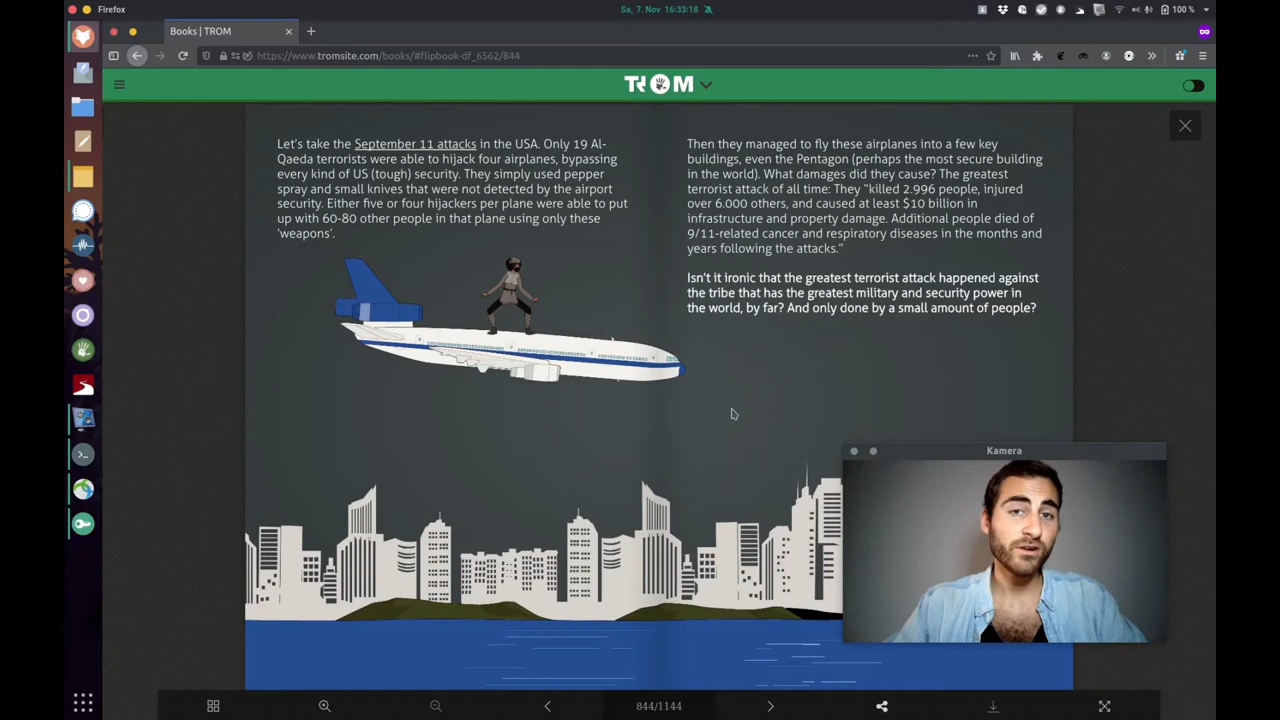 Firefox
Sa, 7. Nov 16:33:18
100 %
Books | TROM
https://www.tromsite.com/books/#flipbook-df_6562/844
TROM
Let's take the September 11 attacks in the USA. Only 19 Al-
Qaeda terrorists were able to hijack four airplanes, bypassing
every kind of US (tough) security. They simply used pepper
spray and small knives that were not detected by the airport
security. Either five or four hijackers per plane were able to put
up with 60-80 other people in that plane using only these
'weapons'.
Then they managed to fly these airplanes into a few key
buildings, even the Pentagon (perhaps the most secure building
in the world). What damages did they cause? The greatest
terrorist attack of all time: They “killed 2.996 people, injured
over 6.000 others, and caused at least $10 billion in
infrastructure and property damage. Additional people died of
9/11-related cancer and respiratory diseases in the months and
years following the attacks.“
Isn't it ironic that the greatest terrorist attack happened against
the tribe that has the greatest military and security power in
the world, by far? And only done by a small amount of people?
Kamera
844/1144